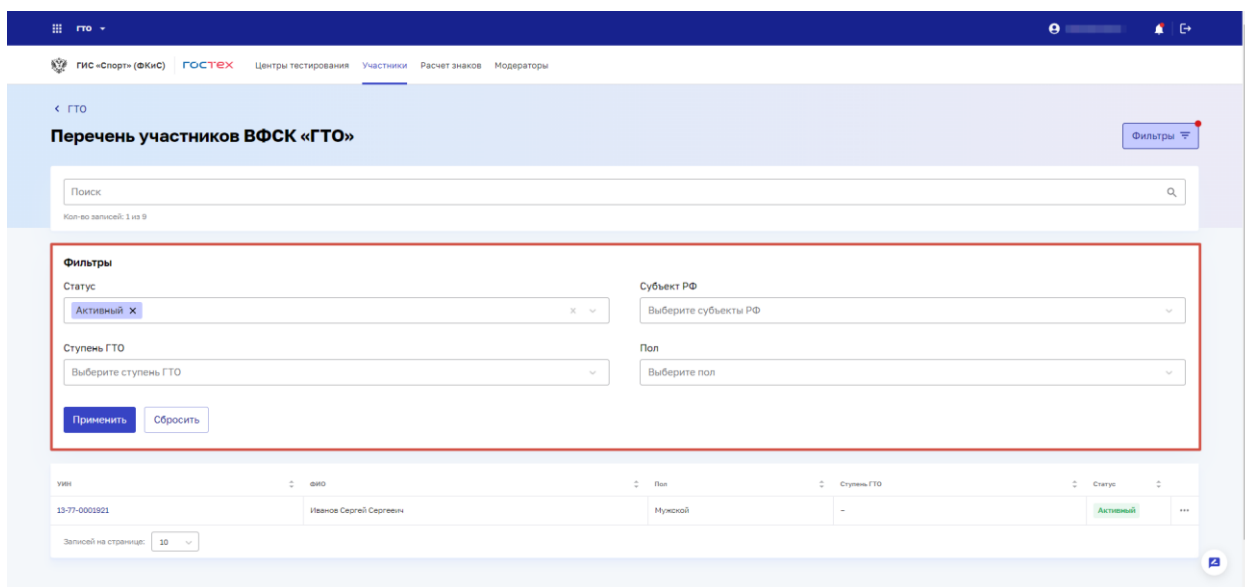 ГТО
ГИС «Спорт» (ФКиС) ГОСТЕХ Центры тестирования Участники Расчет знаков Модераторы
ГТО
Перечень участников ВФСК «ГТО»
Фильтры
Поиск
Кол-во записей: 1 из 9
Фильтры
Статус Субъект РФ
Активный Выберите субъекты РФ
Ступень ГТО Пол
Выберите ступень ГТО Выберите пол
Применить Сбросить
УИН ФИО Пол Ступень ГТО Статус
13-77-0001921 Иванов Сергей Сергеевич Мужской – Активный
Записей на странице: 10